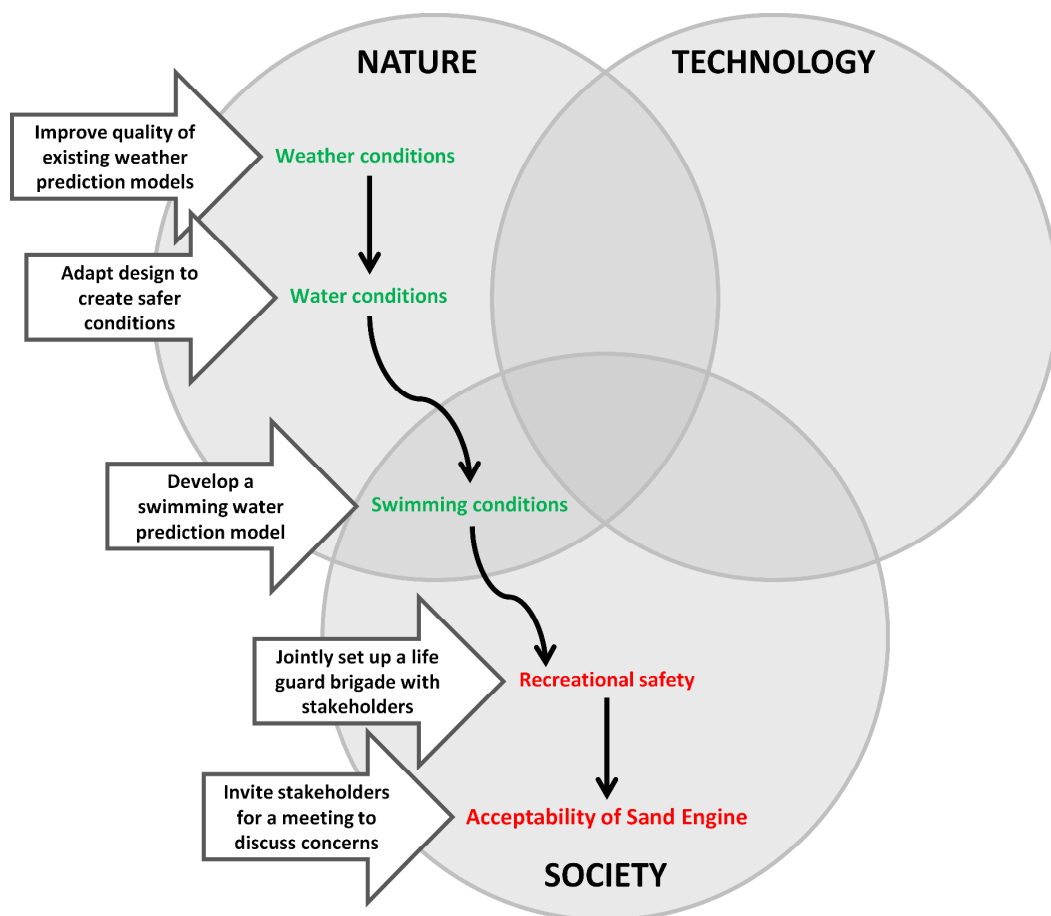 NATURE
TECHNOLOGY
Improve quality of
existing weather
prediction models
Weather conditions
Adapt design to
create safer
conditions
Water conditions
Develop a
swimming water
prediction model
Swimming conditions
Jointly set up a life
guard brigade with
stakeholders
Recreational safety
Invite stakeholders
for a meeting to
discuss concerns
Acceptability of Sand Engine
SOCIETY